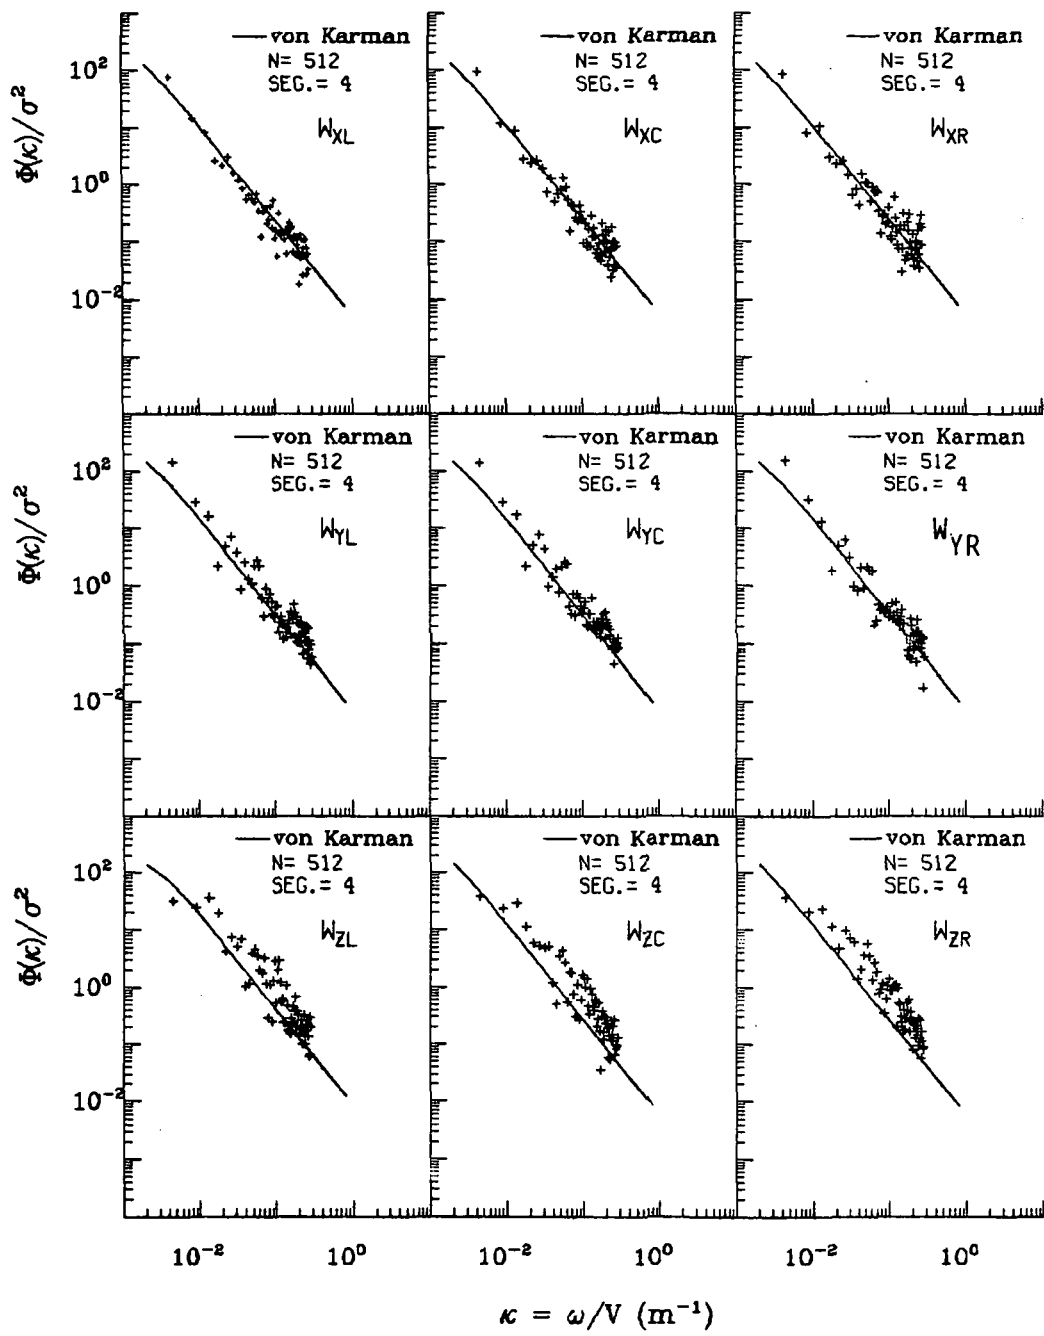 von Karman
N= 512
SEG.= 4
W_XL
von Karman
N= 512
SEG.= 4
W_XC
von Karman
N= 512
SEG.= 4
W_XR
Φ(κ)/σ²
10²
10⁰
10⁻²
von Karman
N= 512
SEG.= 4
W_YL
von Karman
N= 512
SEG.= 4
W_YC
von Karman
N= 512
SEG.= 4
W_YR
Φ(κ)/σ²
10²
10⁰
10⁻²
von Karman
N= 512
SEG.= 4
W_ZL
von Karman
N= 512
SEG.= 4
W_ZC
von Karman
N= 512
SEG.= 4
W_ZR
Φ(κ)/σ²
10²
10⁰
10⁻²
10⁻² 10⁰ 10⁻² 10⁰ 10⁻² 10⁰
κ = ω/V (m⁻¹)